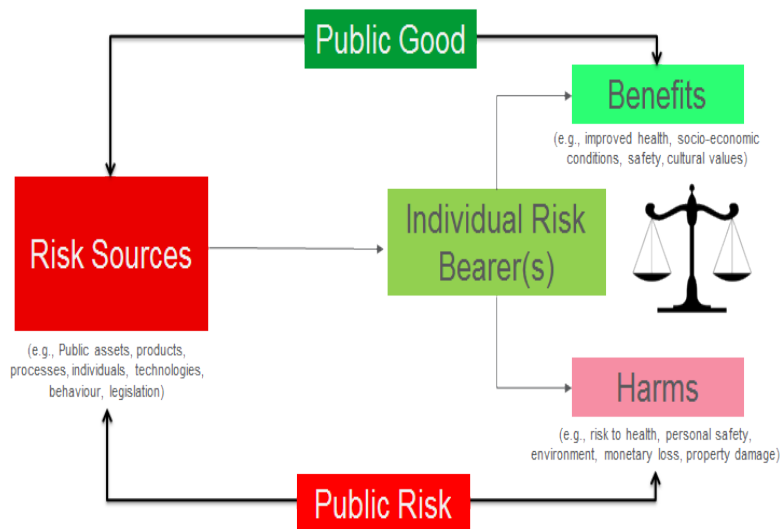 Public Good
Benefits
(e.g., improved health, socio-economic
conditions, safety, cultural values)
Risk Sources
Individual Risk
Bearer(s)
(e.g., Public assets, products,
processes, individuals, technologies,
behaviour, legislation)
Harms
(e.g., risk to health, personal safety,
environment, monetary loss, property damage)
Public Risk